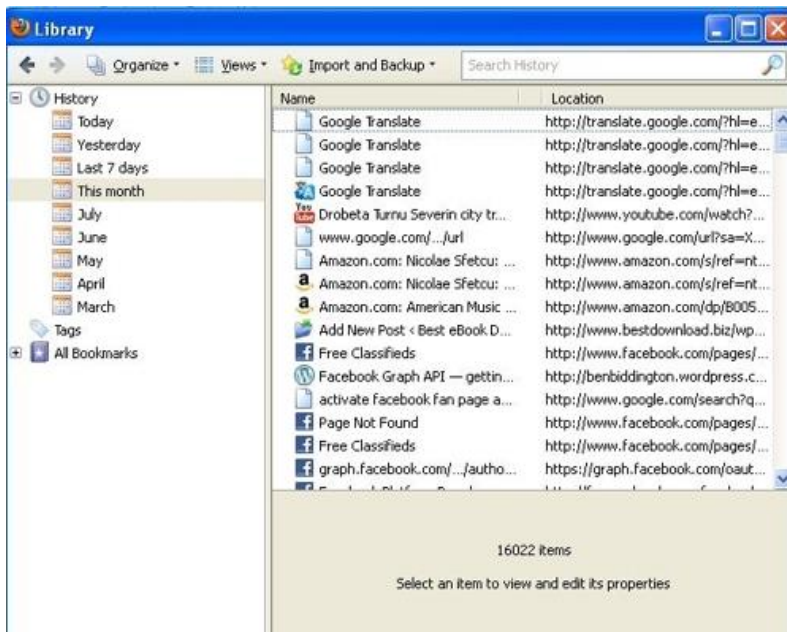 Library
Organize Views Import and Backup Search History
History
Today
Yesterday
Last 7 days
This month
July
June
May
April
March
Tags
All Bookmarks
Name Location
Google Translate http://translate.google.com/?hl=e...
Google Translate http://translate.google.com/?hl=e...
Google Translate http://translate.google.com/?hl=e...
Google Translate http://translate.google.com/?hl=e...
You Tube Drobeta Turnu Severin city tr... http://www.youtube.com/watch?...
www.google.com/.../url http://www.google.com/url?sa=X...
Amazon.com: Nicolae Sfetcu: ... http://www.amazon.com/s/ref=nt...
a Amazon.com: Nicolae Sfetcu: ... http://www.amazon.com/s/ref=nt...
a Amazon.com: American Music ... http://www.amazon.com/dp/B005...
Add New Post ‹ Best eBook D... http://www.bestdownload.biz/wp...
f Free Classifieds http://www.facebook.com/pages/...
Facebook Graph API — gettin... http://benbiddington.wordpress.c...
activate facebook fan page a... http://www.google.com/search?q...
f Page Not Found http://www.facebook.com/pages/...
f Free Classifieds http://www.facebook.com/pages/...
f graph.facebook.com/.../autho... https://graph.facebook.com/oaut...
16022 items
Select an item to view and edit its properties